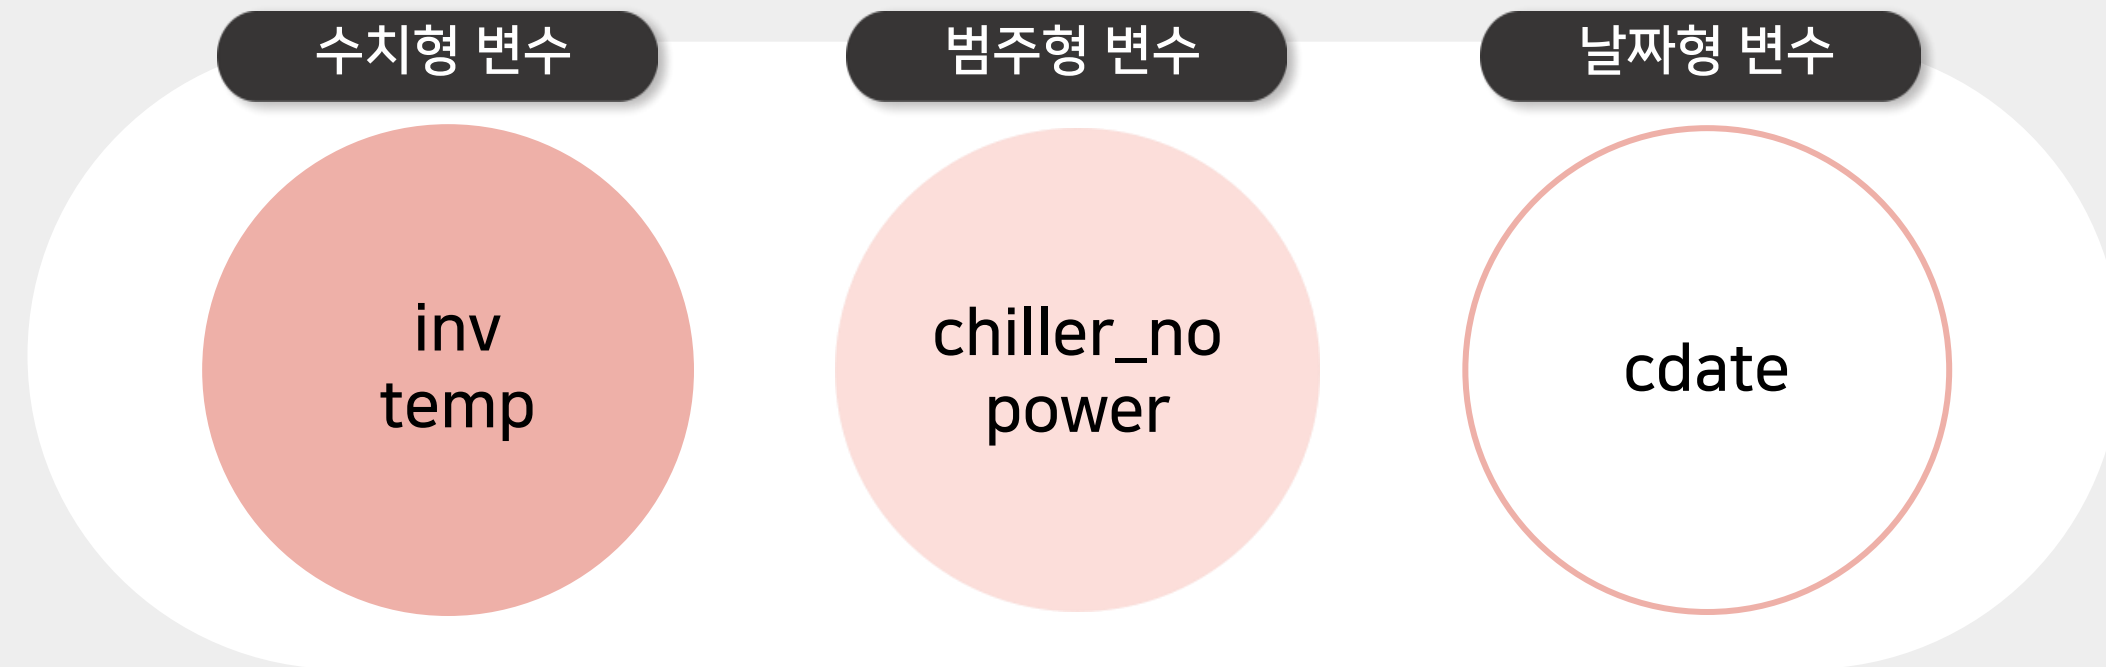 수치형 변수
범주형 변수
날짜형 변수
inv
temp
chiller_no
power
cdate